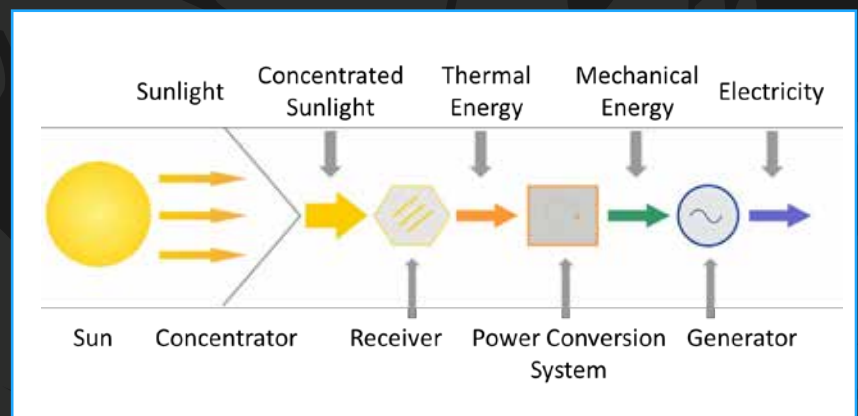 Sunlight
Concentrated
Sunlight
Thermal
Energy
Mechanical
Energy
Electricity
Sun
Concentrator
Receiver
Power Conversion
System
Generator